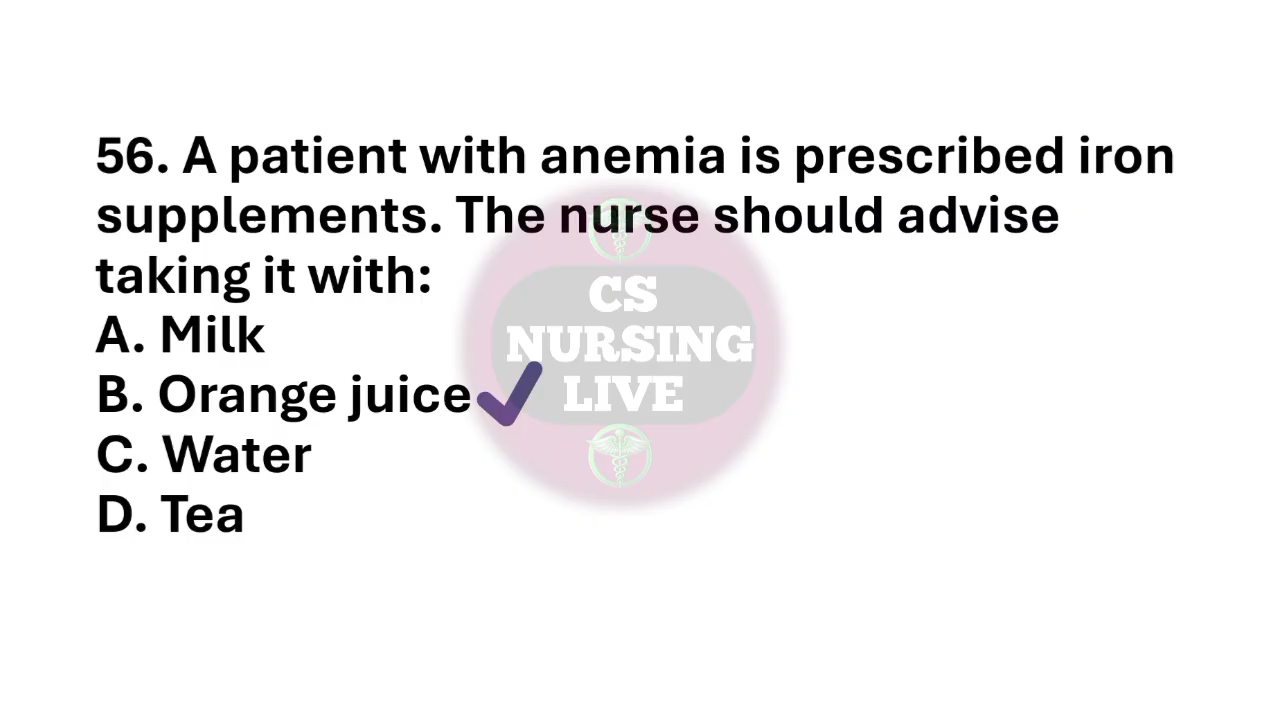 56. A patient with anemia is prescribed iron
supplements. The nurse should advise
taking it with:
A. Milk
B. Orange juice
C. Water
D. Tea
CS
NURSING
LIVE